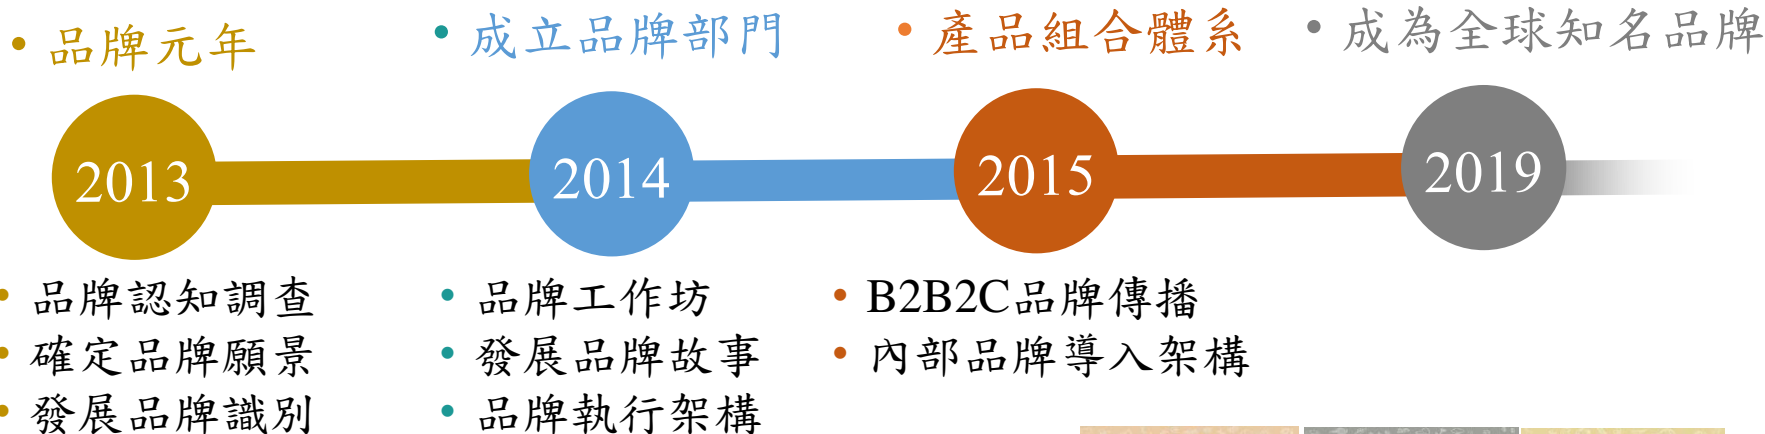 • 品牌元年
• 成立品牌部門
• 產品組合體系
• 成為全球知名品牌
2013
2014
2015
2019
• 品牌認知調查
• 確定品牌願景
• 發展品牌識別
• 品牌工作坊
• 發展品牌故事
• 品牌執行架構
• B2B2C品牌傳播
• 內部品牌導入架構